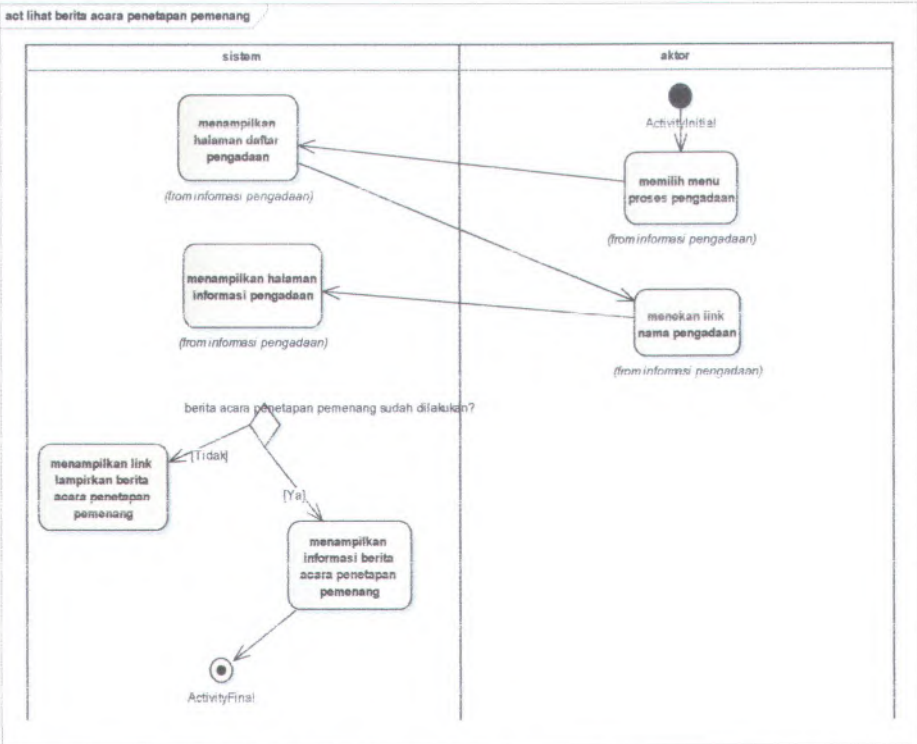 act lihat berita acara penetapan pemenang
sistem
aktor
ActivityInitial
menampilkan
halaman daftar
pengadaan
(from informasi pengadaan)
memilih menu
proses pengadaan
(from informasi pengadaan)
menampilkan halaman
informasi pengadaan
(from informasi pengadaan)
menekan link
nama pengadaan
(from informasi pengadaan)
berita acara penetapan pemenang sudah dilakukan?
[Tidak]
menampilkan link
lampirkan berita
acara penetapan
pemenang
[Ya]
menampilkan
informasi berita
acara penetapan
pemenang
ActivityFinal